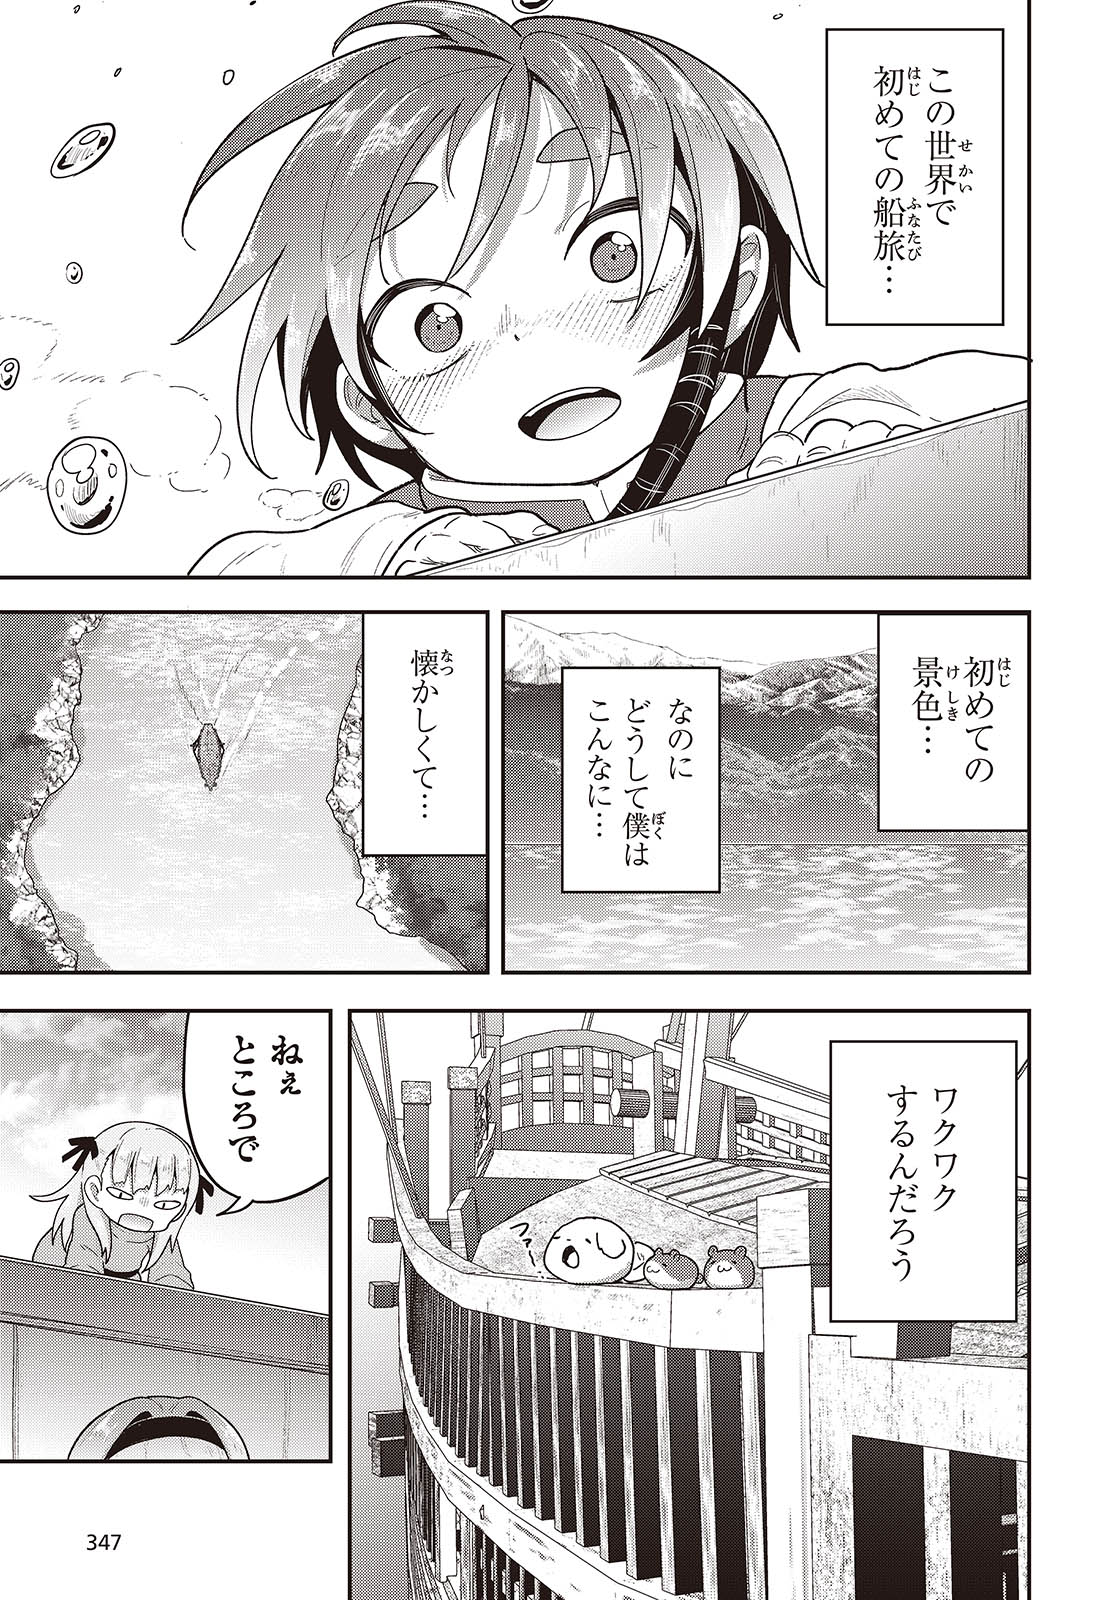 この世界で
初めての船旅…
初めての
景色…
なのに
どうして僕は
こんなに…
懐かしくて…
ワクワク
するんだろう
ファ〜…
ねぇ
ところで
347